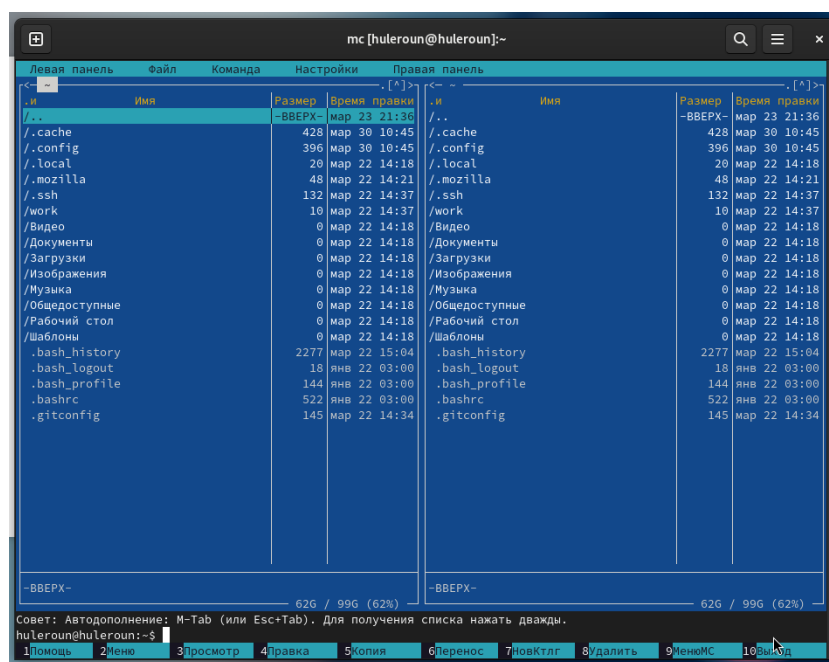 mc [huleroun@huleroun]:~
Левая панель Файл Команда Настройки Правая панель
<─ ~ ─.[^]>┐┌<─ ~ ─.[^]>
.и Имя Размер Время правки .и Имя Размер Время правки
/.. -ВВЕРХ- мар 23 21:36 /.. -ВВЕРХ- мар 23 21:36
/.cache 428 мар 30 10:45 /.cache 428 мар 30 10:45
/.config 396 мар 30 10:45 /.config 396 мар 30 10:45
/.local 20 мар 22 14:18 /.local 20 мар 22 14:18
/.mozilla 48 мар 22 14:21 /.mozilla 48 мар 22 14:21
/.ssh 132 мар 22 14:37 /.ssh 132 мар 22 14:37
/work 10 мар 22 14:37 /work 10 мар 22 14:37
/Видео 0 мар 22 14:18 /Видео 0 мар 22 14:18
/Документы 0 мар 22 14:18 /Документы 0 мар 22 14:18
/Загрузки 0 мар 22 14:18 /Загрузки 0 мар 22 14:18
/Изображения 0 мар 22 14:18 /Изображения 0 мар 22 14:18
/Музыка 0 мар 22 14:18 /Музыка 0 мар 22 14:18
/Общедоступные 0 мар 22 14:18 /Общедоступные 0 мар 22 14:18
/Рабочий стол 0 мар 22 14:18 /Рабочий стол 0 мар 22 14:18
/Шаблоны 0 мар 22 14:18 /Шаблоны 0 мар 22 14:18
.bash_history 2277 мар 22 15:04 .bash_history 2277 мар 22 15:04
.bash_logout 18 янв 22 03:00 .bash_logout 18 янв 22 03:00
.bash_profile 144 янв 22 03:00 .bash_profile 144 янв 22 03:00
.bashrc 522 янв 22 03:00 .bashrc 522 янв 22 03:00
.gitconfig 145 мар 22 14:34 .gitconfig 145 мар 22 14:34
-ВВЕРХ- -ВВЕРХ-
62G / 99G (62%) 62G / 99G (62%)
Совет: Автодополнение: M-Tab (или Esc+Tab). Для получения списка нажать дважды.
huleroun@huleroun:~$
1Помощь 2Меню 3Просмотр 4Правка 5Копия 6Перенос 7НовКтлг 8Удалить 9МенюMC 10Выход